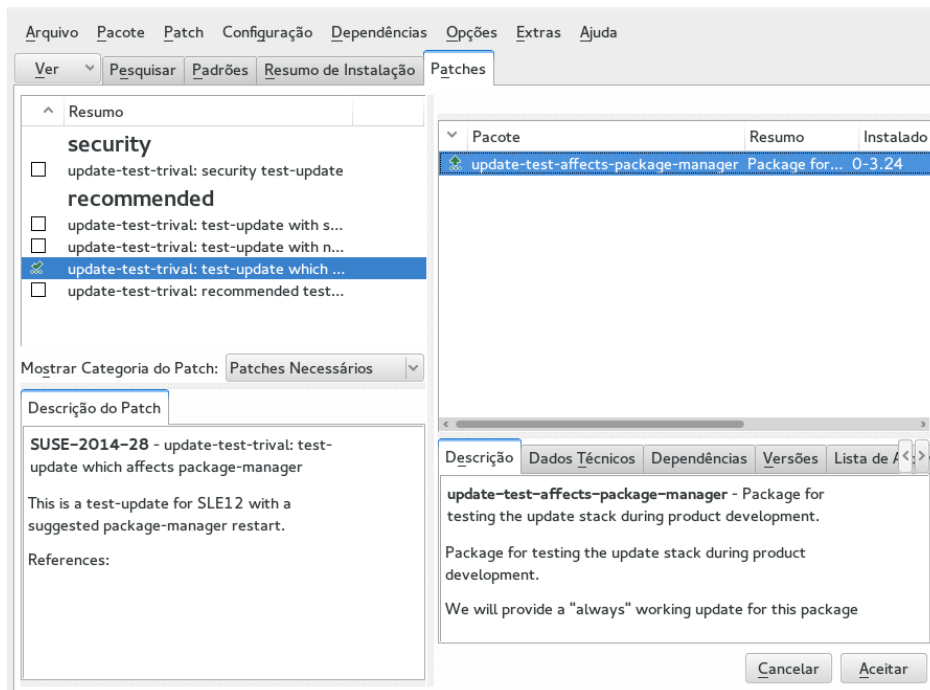 Arquivo Pacote Patch Configuração Dependências Opções Extras Ajuda
Ver Pesquisar Padrões Resumo de Instalação Patches
Resumo
security
update-test-trival: security test-update
recommended
update-test-trival: test-update with s...
update-test-trival: test-update with n...
update-test-trival: test-update which ...
update-test-trival: recommended test...
Mostrar Categoria do Patch: Patches Necessários
Descrição do Patch
SUSE-2014-28 - update-test-trival: test-
update which affects package-manager
This is a test-update for SLE12 with a
suggested package-manager restart.
References:
Pacote Resumo Instalado
update-test-affects-package-manager Package for... 0-3.24
Descrição Dados Técnicos Dependências Versões Lista de
update-test-affects-package-manager - Package for
testing the update stack during product development.
Package for testing the update stack during product
development.
We will provide a "always" working update for this package
Cancelar Aceitar